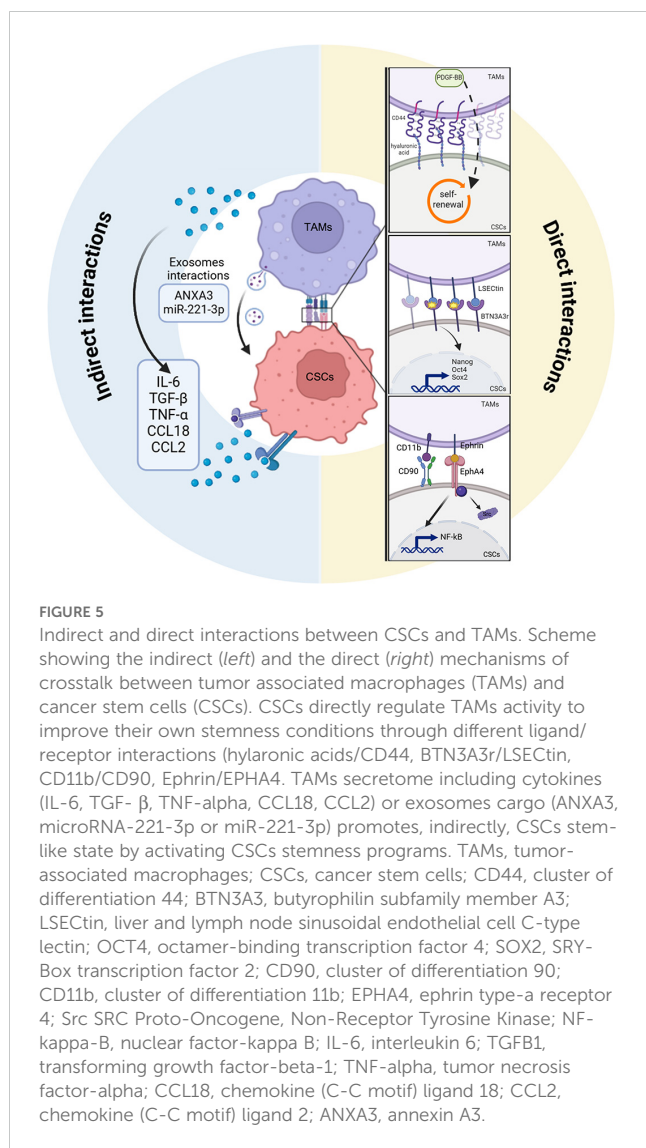 Indirect interactions
Direct interactions
TAMs
Exosomes
interactions
ANXA3
miR-221-3p
CSCs
IL-6
TGF-β
TNF-α
CCL18
CCL2
PDGF-BB
TAMs
CD44
hyaluronic
acid
self-
renewal
CSCs
TAMs
LSECtin
BTN3A3r
Nanog
Oct4
Sox2
CSCs
TAMs
CD11b
Ephrin
CD90
EphA4
Src
NF-kB
CSCs
FIGURE 5
Indirect and direct interactions between CSCs and TAMs. Scheme
showing the indirect (left) and the direct (right) mechanisms of
crosstalk between tumor associated macrophages (TAMs) and
cancer stem cells (CSCs). CSCs directly regulate TAMs activity to
improve their own stemness conditions through different ligand/
receptor interactions (hylaronic acids/CD44, BTN3A3r/LSECtin,
CD11b/CD90, Ephrin/EPHA4. TAMs secretome including cytokines
(IL-6, TGF- β, TNF-alpha, CCL18, CCL2) or exosomes cargo (ANXA3,
microRNA-221-3p or miR-221-3p) promotes, indirectly, CSCs stem-
like state by activating CSCs stemness programs. TAMs, tumor-
associated macrophages; CSCs, cancer stem cells; CD44, cluster of
differentiation 44; BTN3A3, butyrophilin subfamily member A3;
LSECtin, liver and lymph node sinusoidal endothelial cell C-type
lectin; OCT4, octamer-binding transcription factor 4; SOX2, SRY-
Box transcription factor 2; CD90, cluster of differentiation 90;
CD11b, cluster of differentiation 11b; EPHA4, ephrin type-a receptor
4; Src SRC Proto-Oncogene, Non-Receptor Tyrosine Kinase; NF-
kappa-B, nuclear factor-kappa B; IL-6, interleukin 6; TGFB1,
transforming growth factor-beta-1; TNF-alpha, tumor necrosis
factor-alpha; CCL18, chemokine (C-C motif) ligand 18; CCL2,
chemokine (C-C motif) ligand 2; ANXA3, annexin A3.